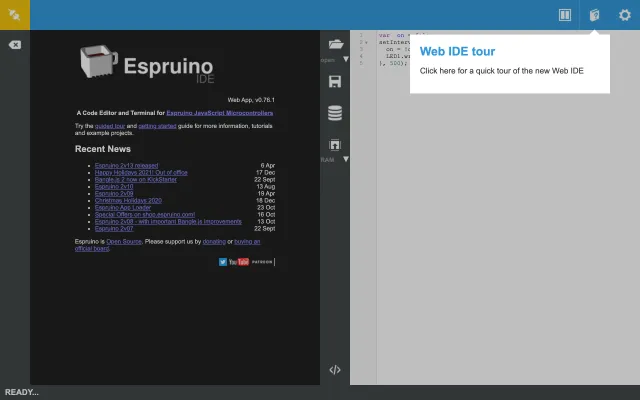 Espruino
IDE
Web App, v0.76.1
A Code Editor and Terminal for Espruino JavaScript Microcontrollers
Try the guided tour and getting started guide for more information, tutorials
and example projects.
Recent News
Espruino 2v13 released! 6 Apr
Happy Holidays 2021! Out of office 17 Dec
Bangle.js 2 now on KickStarter 22 Sept
Espruino 2v10 13 Aug
Espruino 2v09 19 Apr
Christmas Holidays 2020 18 Dec
Espruino App Loader 23 Oct
Special Offers on shop.espruino.com! 16 Oct
Espruino 2v08 - with important Bangle.js improvements 13 Oct
Espruino 2v07 22 Sept
Espruino is Open Source. Please support us by donating or buying an
official board.
YouTube PATREON
open
RAM
1 var on
2 setInterv
3 on =
4 LED1.w
5 }, 500);
Web IDE tour
Click here for a quick tour of the new Web IDE
READY...